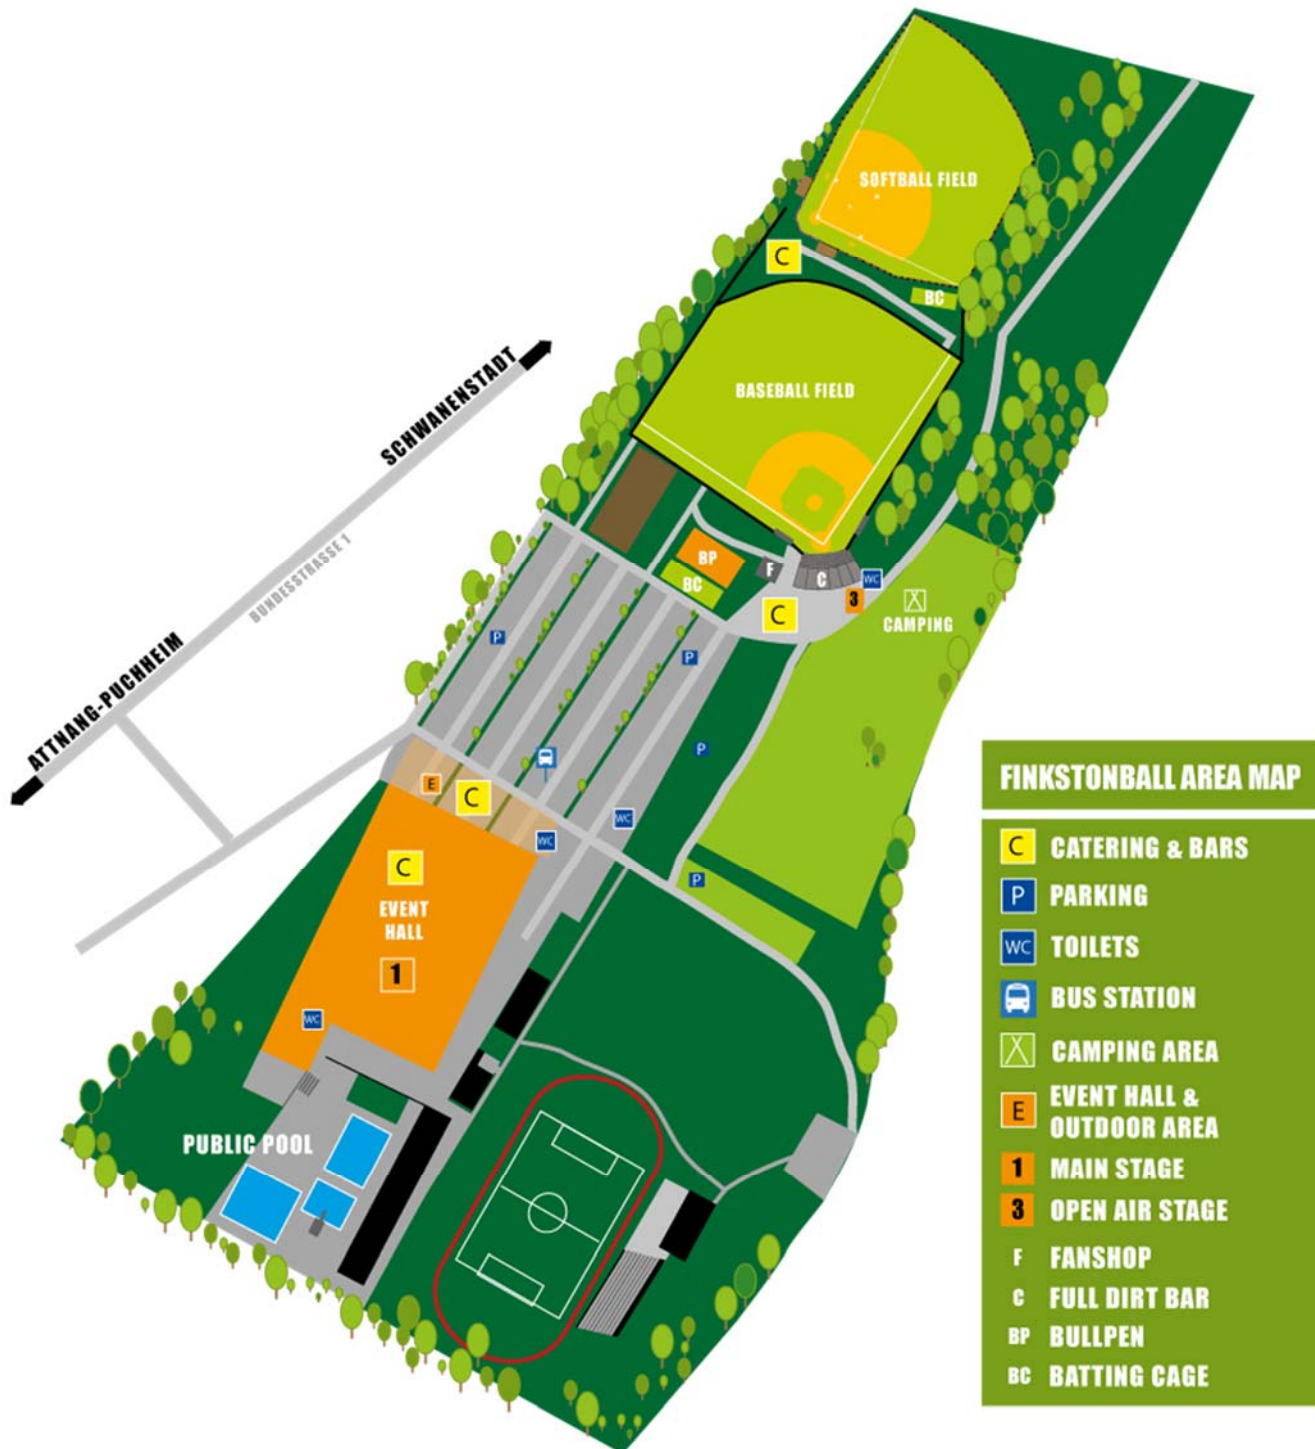 SOFTBALL FIELD
C
BC
SCHWANENSTADT
BASEBALL FIELD
BUNDESSTRASSE 1
BP
F
BC
C
WC
3
C
CAMPING
P
P
ATTNANG-PUCHHEIM
P
E
C
WC
WC
C
P
EVENT
HALL
1
WC
PUBLIC POOL
FINKSTONBALL AREA MAP
C CATERING & BARS
P PARKING
WC TOILETS
BUS STATION
CAMPING AREA
E EVENT HALL &
OUTDOOR AREA
1 MAIN STAGE
3 OPEN AIR STAGE
F FANSHOP
C FULL DIRT BAR
BP BULLPEN
BC BATTING CAGE